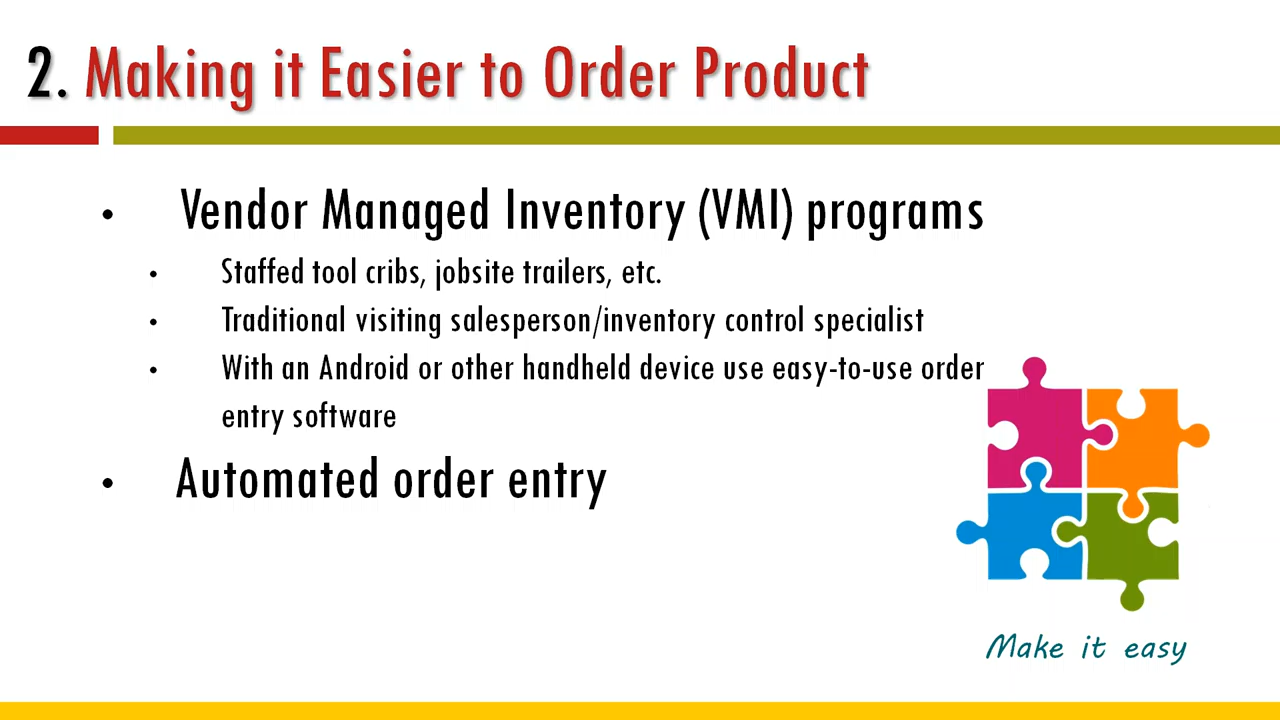 2. Making it Easier to Order Product
• Vendor Managed Inventory (VMI) programs
• Staffed tool cribs, jobsite trailers, etc.
• Traditional visiting salesperson/inventory control specialist
• With an Android or other handheld device use easy-to-use order
entry software
• Automated order entry
Make it easy